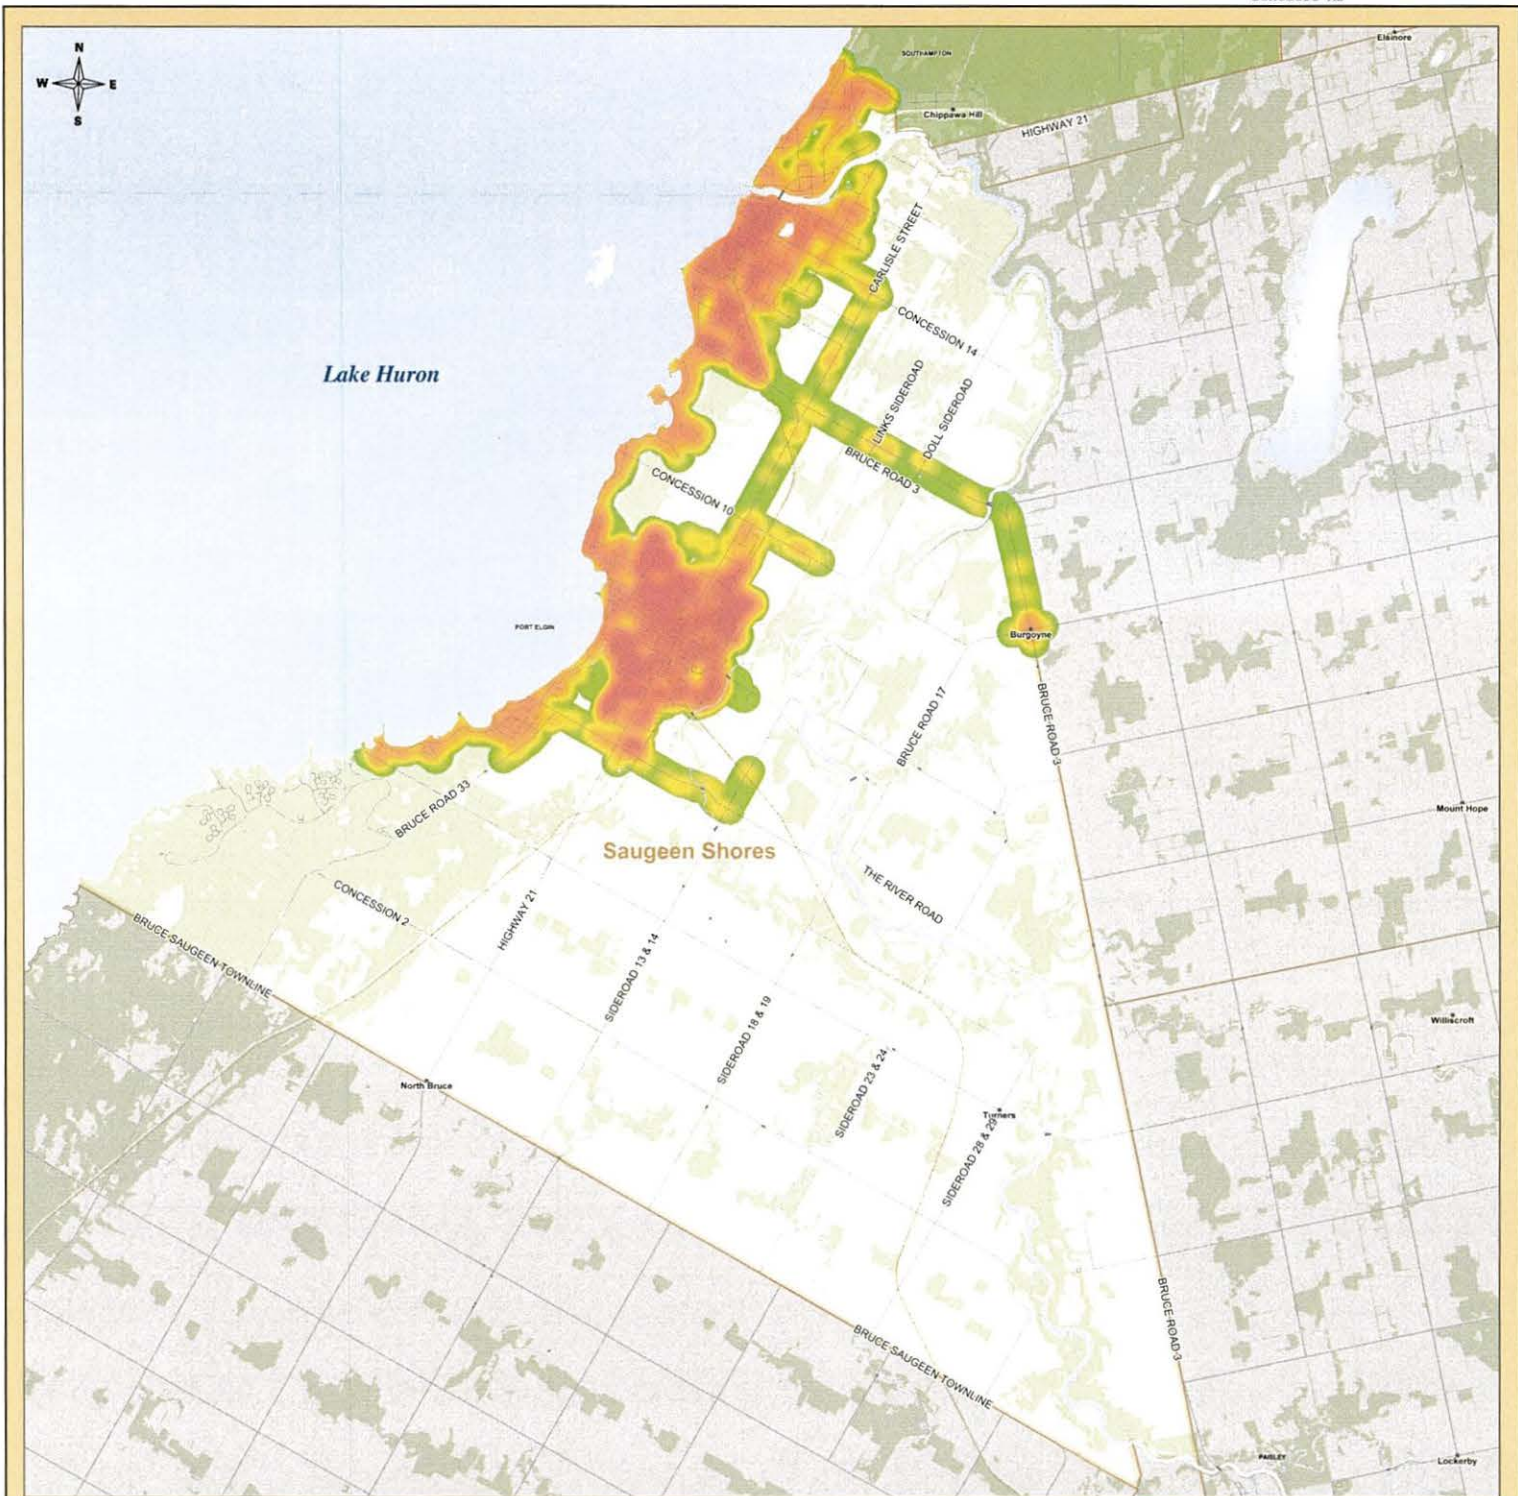 N
W E
S
SOUTHAMPTON
Elsinore
Chippawa Hill
HIGHWAY 21
CARLISLE STREET
CONCESSION 14
Lake Huron
LINKS SIDEROAD
DOLL SIDEROAD
BRUCE ROAD 3
CONCESSION 10
PORT ELGIN
Burgoyne
BRUCE ROAD 17
BRUCE ROAD 3
BRUCE ROAD 33
Mount Hope
Saugeen Shores
THE RIVER ROAD
CONCESSION 2
HIGHWAY 21
BRUCE-SAUGEEN TOWNLINE
SIDEROAD 13 & 14
SIDEROAD 18 & 19
Williscroft
SIDEROAD 23 & 24
North Bruce
Turners
SIDEROAD 28 & 29
BRUCE ROAD 3
BRUCE SAUGEEN TOWNLINE
PAISLEY
Lockerby